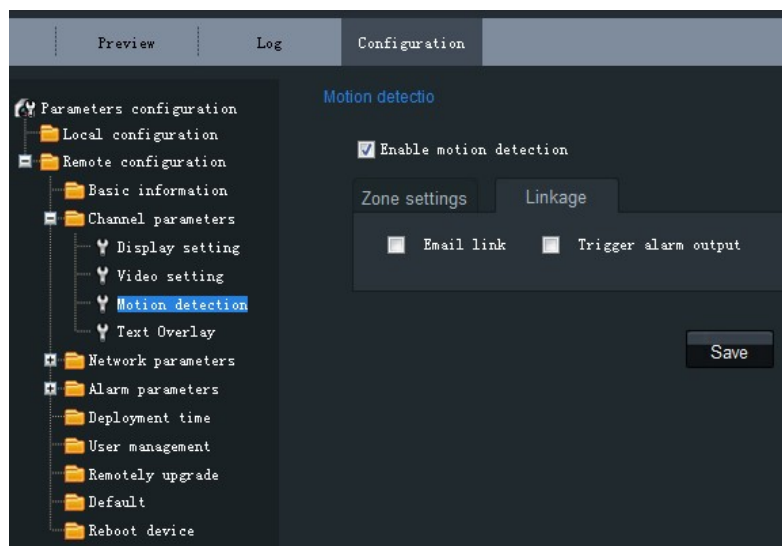 Preview Log Configuration
Parameters configuration
Local configuration
Remote configuration
Basic information
Channel parameters
Display setting
Video setting
Motion detection
Text Overlay
Network parameters
Alarm parameters
Deployment time
User management
Remotely upgrade
Default
Reboot device
Motion detectio
Enable motion detection
Zone settings Linkage
Email link Trigger alarm output
Save